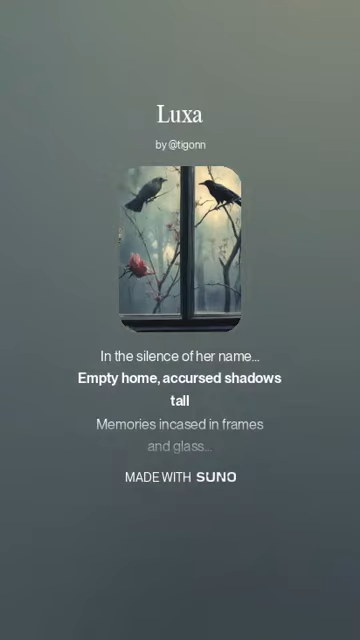 Luxa
by @tigonn
In the silence of her name...
Empty home, accursed shadows
tall
Memories incased in frames
and glass..
MADE WITH SUNO